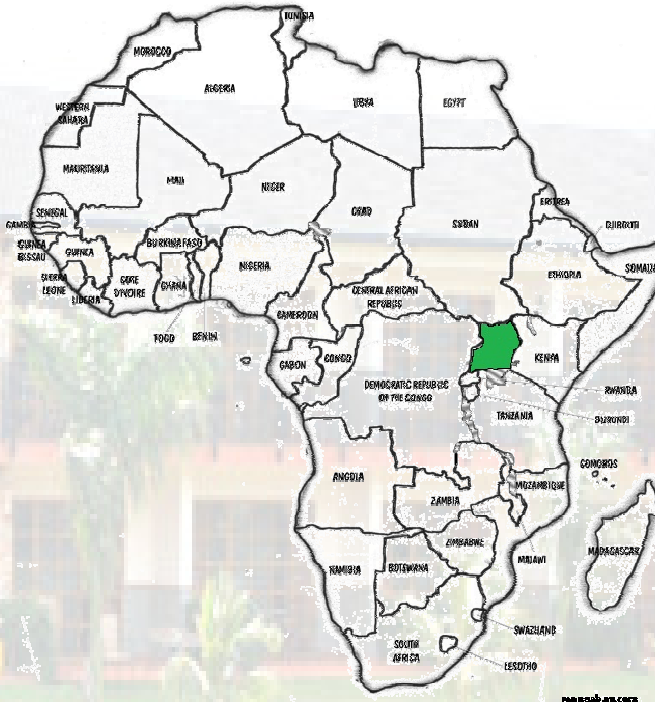 TUNISIA
MOROCCO
ALGERIA
LIBYA
EGYPT
WESTERN
SAHARA
MAURITANIA
MALI
NIGER
CHAD
SUDAN
ERITREA
SENEGAL
GAMBIA
DJIBOUTI
GUINEA
BISSAU
GUINEA
BURKINA FASO
NIGERIA
ETHIOPIA
SOMALIA
SIERRA
LEONE
LIBERIA
COTE
D'IVOIRE
GHANA
CENTRAL AFRICAN
REPUBLIC
CAMEROON
TOGO
BENIN
GABON
CONGO
KENYA
DEMOCRATIC REPUBLIC
OF THE CONGO
RWANDA
TANZANIA
BURUNDI
COMOROS
ANGOLA
ZAMBIA
MOZAMBIQUE
ZIMBABWE
MALAWI
MADAGASCAR
NAMIBIA
BOTSWANA
SWAZILAND
SOUTH
AFRICA
LESOTHO